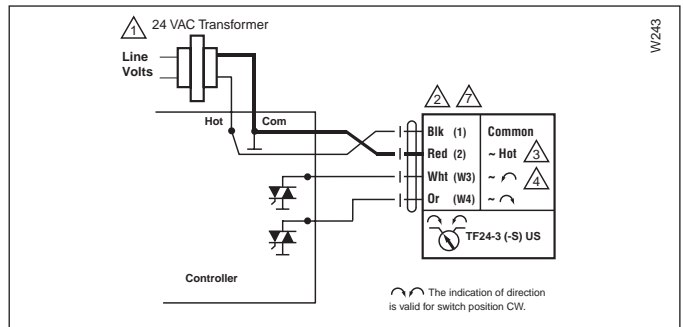 1 24 VAC Transformer
W243
Line
Volts
Hot Com
2 7
Blk (1) Common
Red (2) ~ Hot 3
Wht (W3) ~ 4
Or (W4) ~
TF24-3 (-S) US
Controller
The indication of direction
is valid for switch position CW.